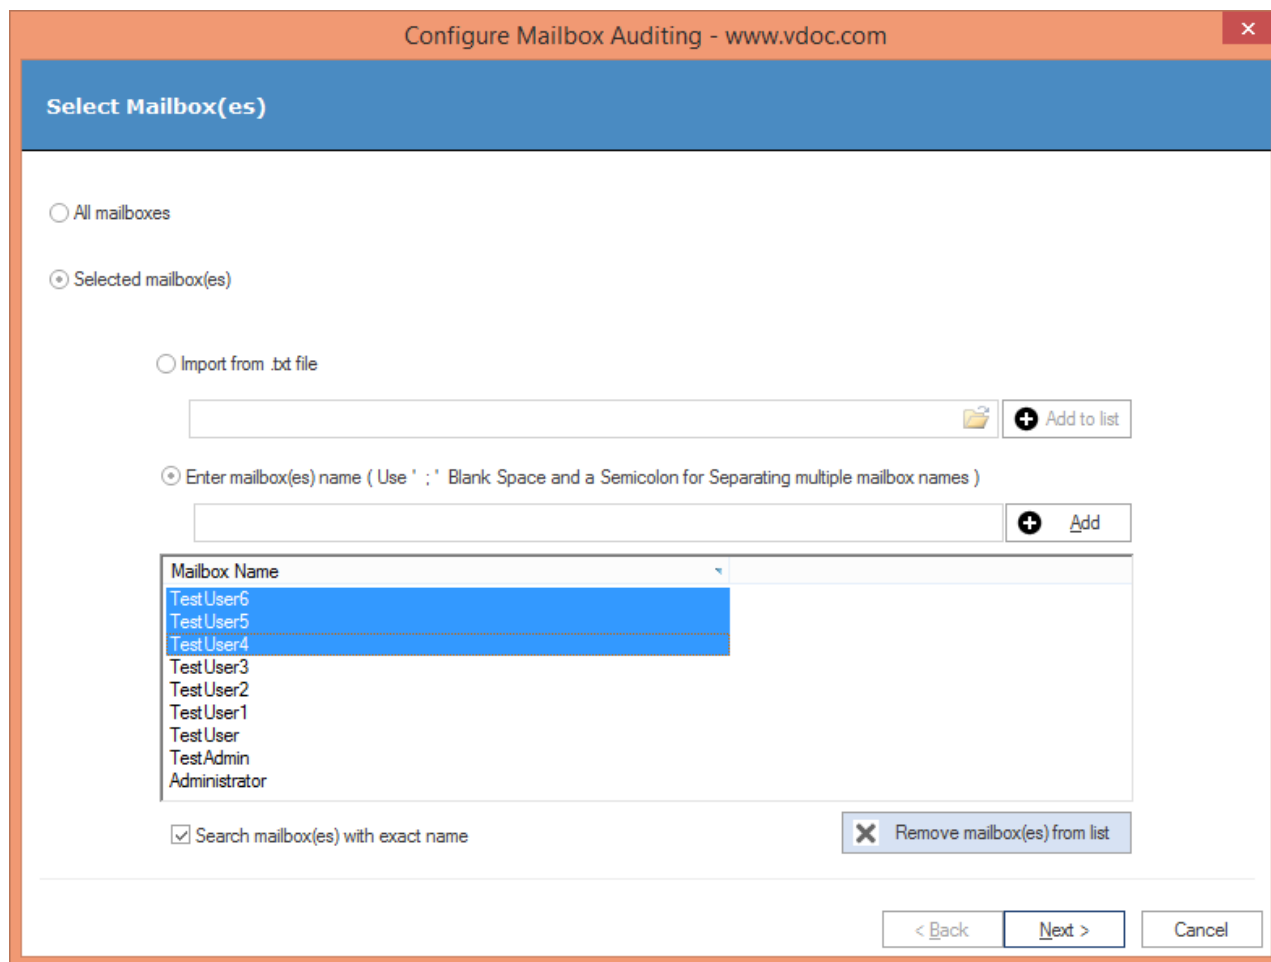 Configure Mailbox Auditing - www.vdoc.com
Select Mailbox(es)
All mailboxes
Selected mailbox(es)
Import from .txt file
Add to list
Enter mailbox(es) name ( Use ' ; ' Blank Space and a Semicolon for Separating multiple mailbox names )
Add
Mailbox Name
TestUser6
TestUser5
TestUser4
TestUser3
TestUser2
TestUser1
TestUser
TestAdmin
Administrator
Search mailbox(es) with exact name
Remove mailbox(es) from list
< Back
Next >
Cancel